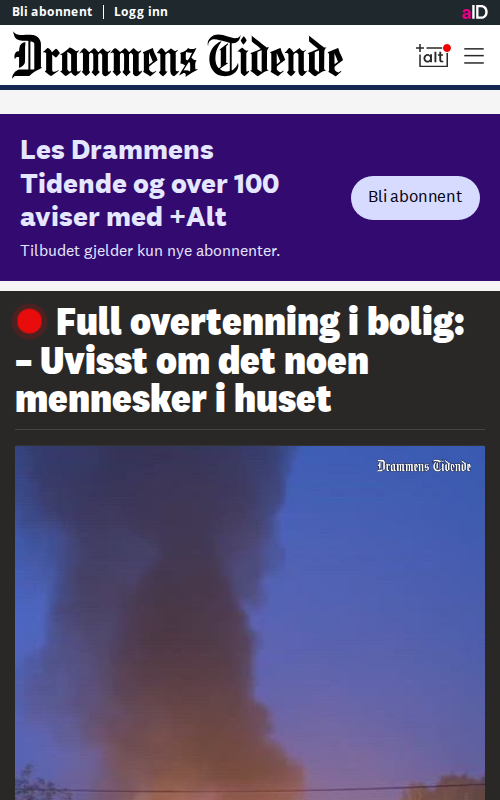 Bli abonnent
Logg inn
aID
Drammens Tidende
+alt
Les Drammens
Tidende og over 100
aviser med +Alt
Tilbudet gjelder kun nye abonnenter.
Bli abonnent
Full overtenning i bolig:
– Uvisst om det noen
mennesker i huset
Drammens Tidende